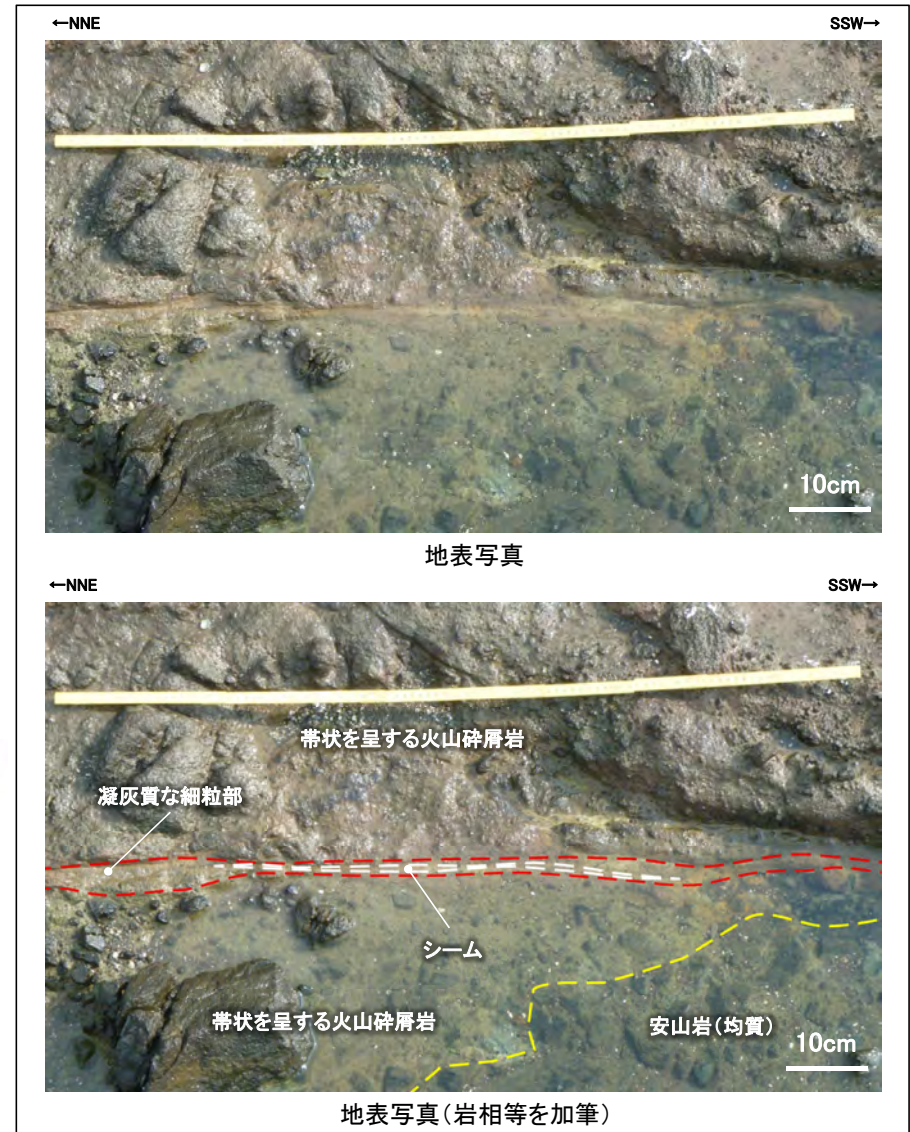 ←NNE
SSW→
10cm
地表写真
←NNE
SSW→
帯状を呈する火山砕屑岩
凝灰質な細粒部
シーム
帯状を呈する火山砕屑岩
安山岩(均質)
10cm
地表写真(岩相等を加筆)